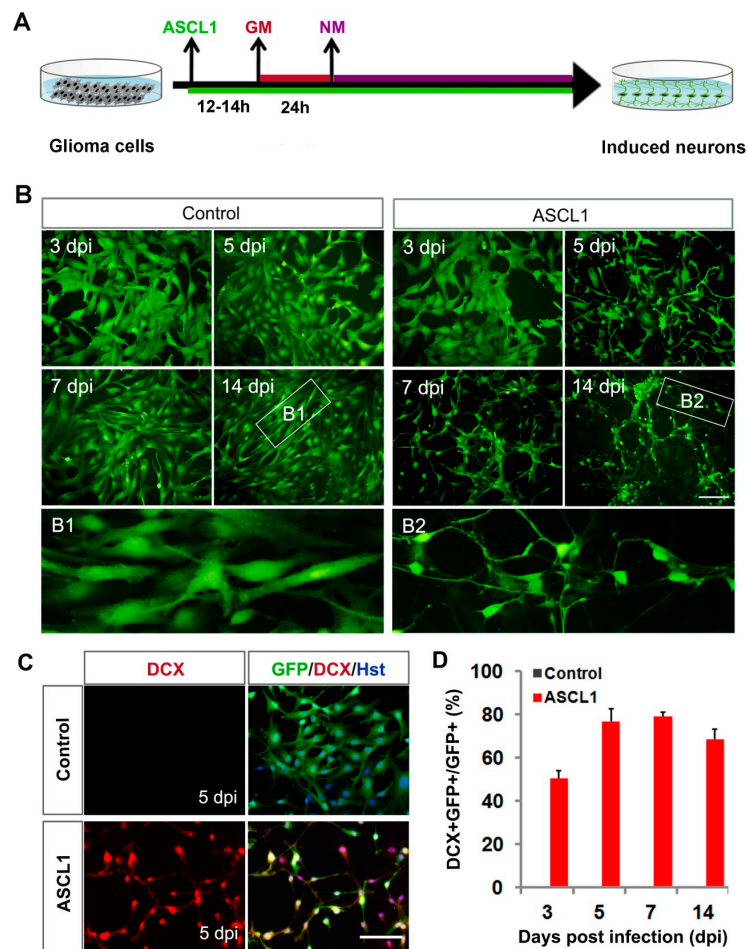 A
ASCL1 GM NM
12-14h 24h
Glioma cells Induced neurons
B
Control ASCL1
3 dpi 5 dpi 3 dpi 5 dpi
7 dpi 14 dpi 7 dpi 14 dpi
B1 B2
B1 B2
C
DCX GFP/DCX/Hst
Control
5 dpi
ASCL1
5 dpi
D
DCX+GFP+/GFP+ (%)
100
80
60
40
20
0
Control
ASCL1
3 5 7 14
Days post infection (dpi)